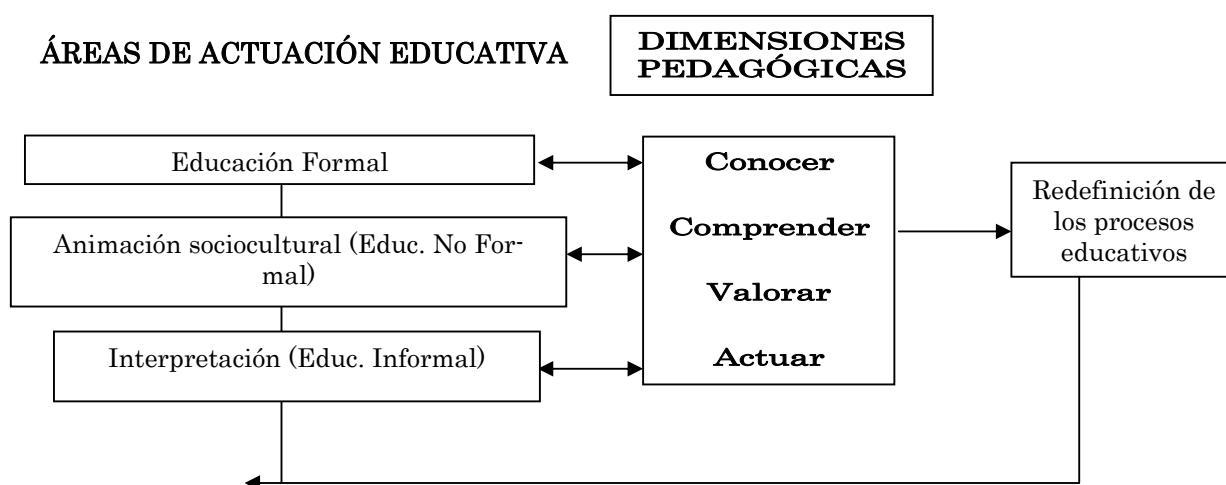 ÁREAS DE ACTUACIÓN EDUCATIVA
DIMENSIONES
PEDAGÓGICAS
Educación Formal
Animación sociocultural (Educ. No For-
mal)
Interpretación (Educ. Informal)
Conocer
Comprender
Valorar
Actuar
Redefinición de
los procesos
educativos